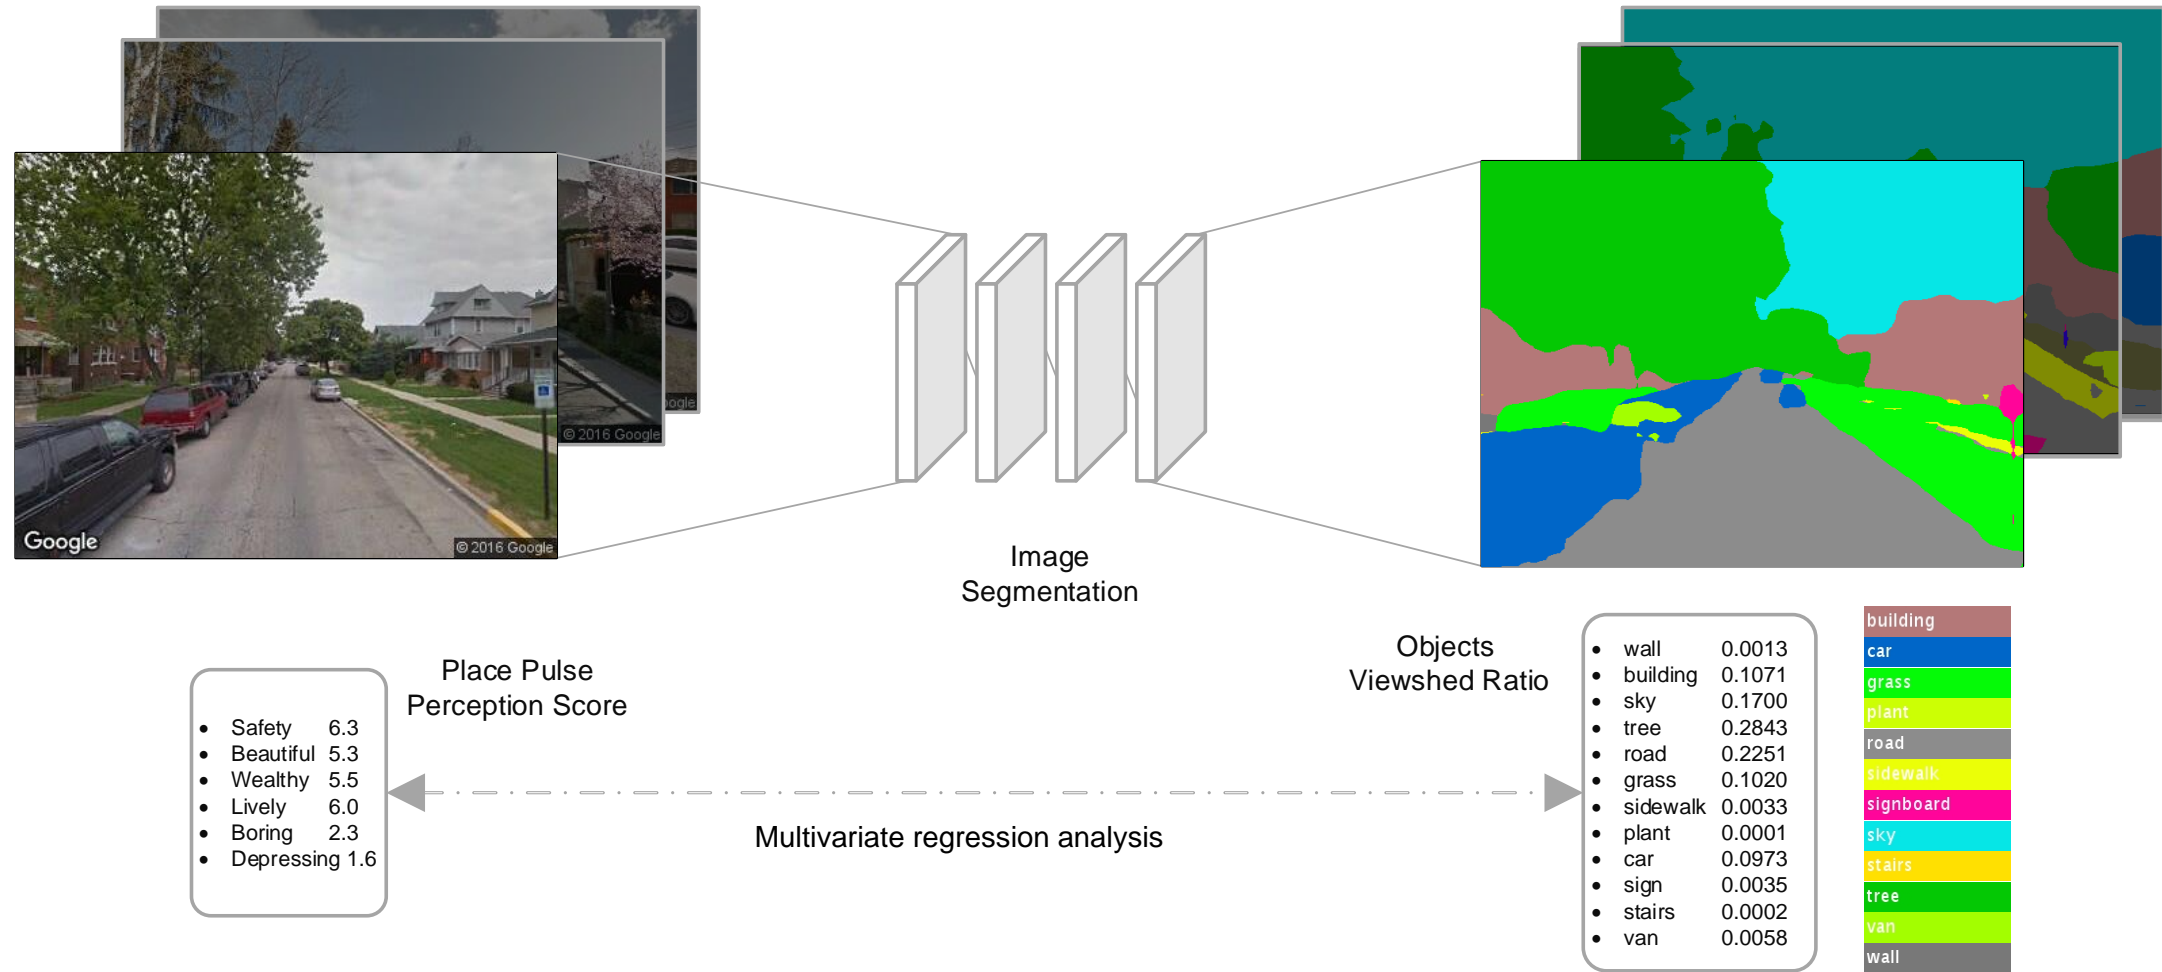 Google
© 2016 Google
© 2016 Google
ogle
Image
Segmentation
Place Pulse
Perception Score
• Safety 6.3
• Beautiful 5.3
• Wealthy 5.5
• Lively 6.0
• Boring 2.3
• Depressing 1.6
Multivariate regression analysis
Objects
Viewshed Ratio
• wall 0.0013
• building 0.1071
• sky 0.1700
• tree 0.2843
• road 0.2251
• grass 0.1020
• sidewalk 0.0033
• plant 0.0001
• car 0.0973
• sign 0.0035
• stairs 0.0002
• van 0.0058
building
car
grass
plant
road
sidewalk
signboard
sky
stairs
tree
van
wall